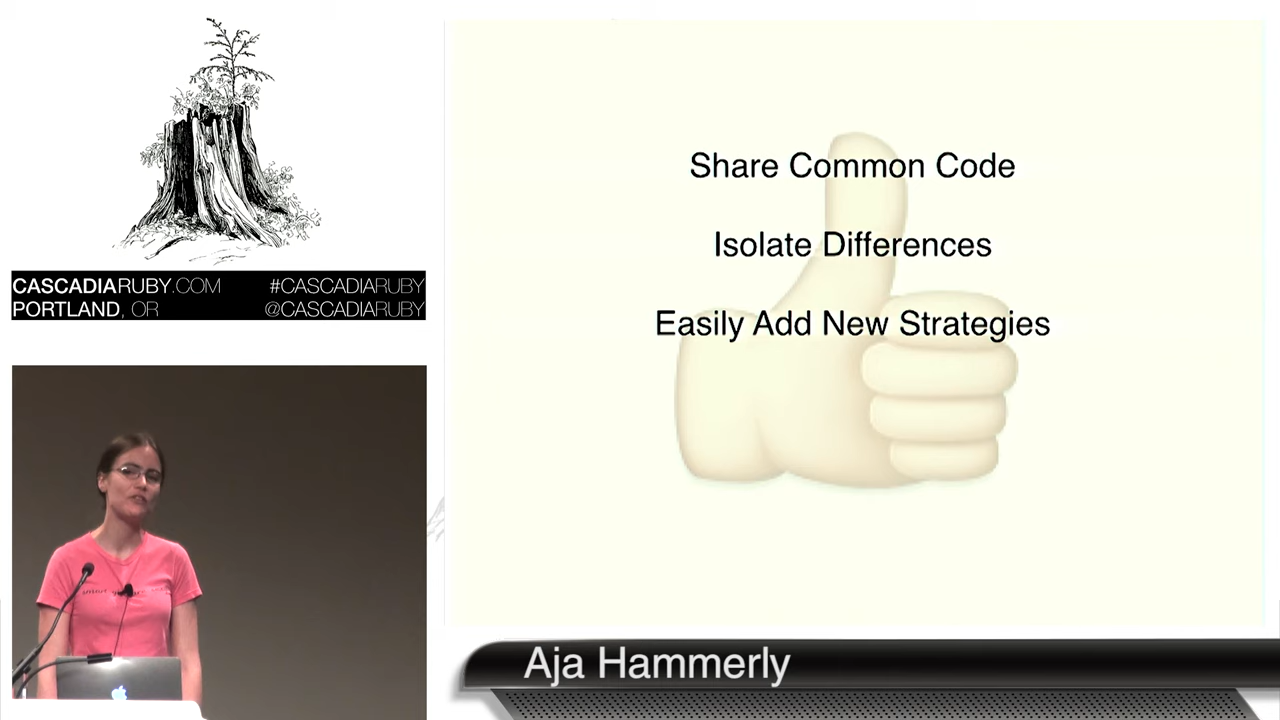 CASCADIARUBY.COM #CASCADIARUBY
PORTLAND, OR @CASCADIARUBY
Share Common Code
Isolate Differences
Easily Add New Strategies
Aja Hammerly